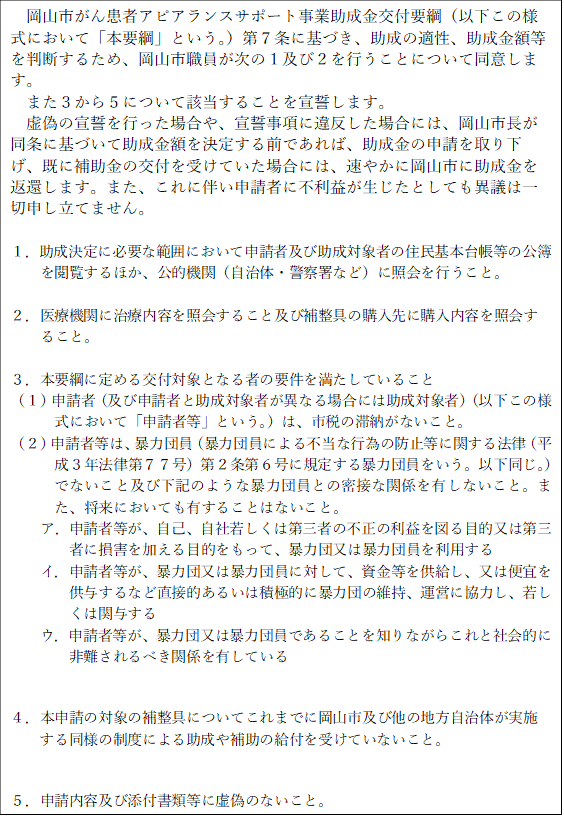 岡山市がん患者アピアランスサポート事業助成金交付要綱（以下この様
式において「本要綱」という。）第７条に基づき、助成の適性、助成金額等
を判断するため、岡山市職員が次の１及び２を行うことについて同意しま
す。
また３から５について該当することを宣誓します。
虚偽の宣誓を行った場合や、宣誓事項に違反した場合には、岡山市長が
同条に基づいて助成金額を決定する前であれば、助成金の申請を取り下
げ、既に補助金の交付を受けていた場合には、速やかに岡山市に助成金を
返還します。また、これに伴い申請者に不利益が生じたとしても異議は一
切申し立てません。
１．助成決定に必要な範囲において申請者及び助成対象者の住民基本台帳等の公簿
を閲覧するほか、公的機関（自治体・警察署など）に照会を行うこと。
２．医療機関に治療内容を照会すること及び補整具の購入先に購入内容を照会す
ること。
３．本要綱に定める交付対象となる者の要件を満たしていること
（１）申請者（及び申請者と助成対象者が異なる場合には助成対象者）（以下この様
式において「申請者等」という。）は、市税の滞納がないこと。
（２）申請者等は、暴力団員（暴力団員による不当な行為の防止等に関する法律（平
成３年法律第７７号）第２条第６号に規定する暴力団員をいう。以下同じ。）
でないこと及び下記のような暴力団員との密接な関係を有しないこと。ま
た、将来においても有することはないこと。
ア．申請者等が、自己、自社若しくは第三者の不正の利益を図る目的又は第三
者に損害を加える目的をもって、暴力団又は暴力団員を利用する
イ．申請者等が、暴力団又は暴力団員に対して、資金等を供給し、又は便宜を
供与するなど直接的あるいは積極的に暴力団の維持、運営に協力し、若し
くは関与する
ウ．申請者等が、暴力団又は暴力団員であることを知りながらこれと社会的に
非難されるべき関係を有している
４．本申請の対象の補整具についてこれまでに岡山市及び他の地方自治体が実施
する同様の制度による助成や補助の給付を受けていないこと。
５．申請内容及び添付書類等に虚偽のないこと。